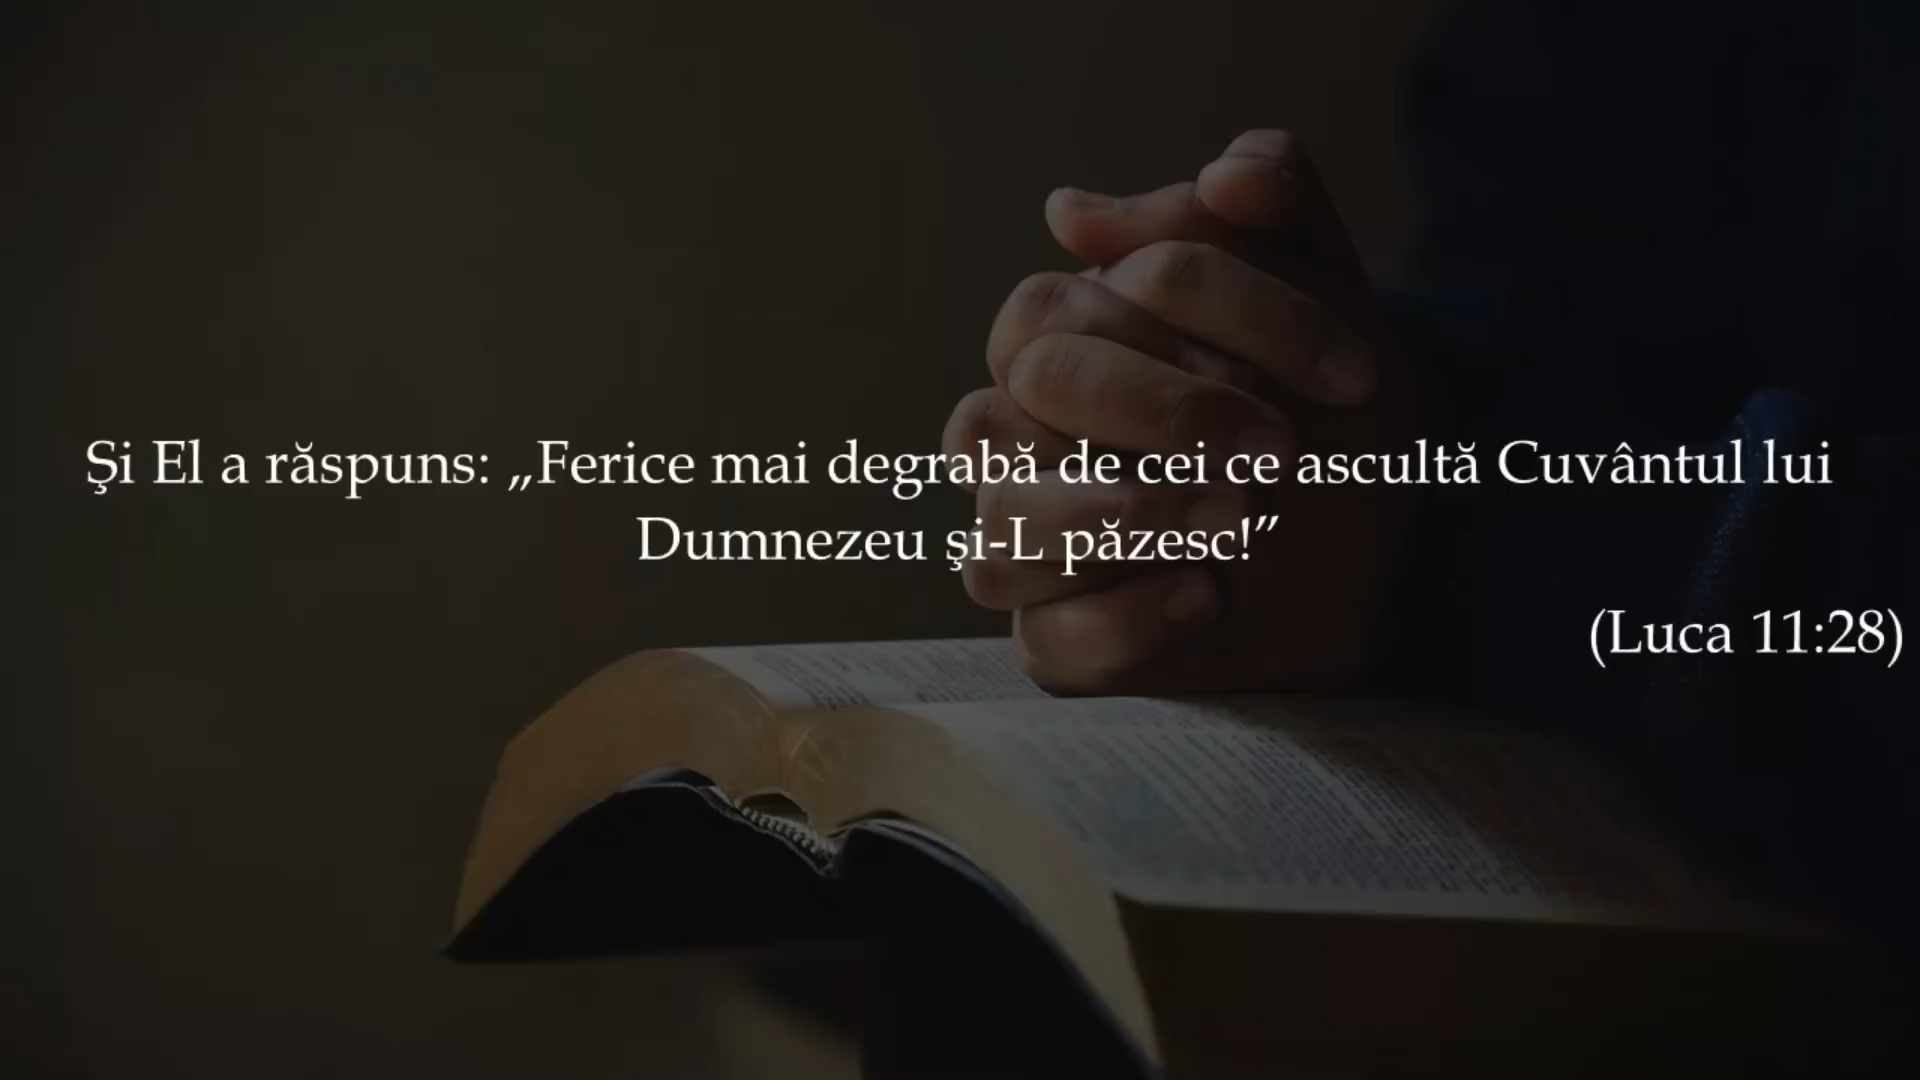 Şi El a răspuns: „Ferice mai degrabă de cei ce ascultă Cuvântul lui
Dumnezeu şi-L păzesc!”
(Luca 11:28)